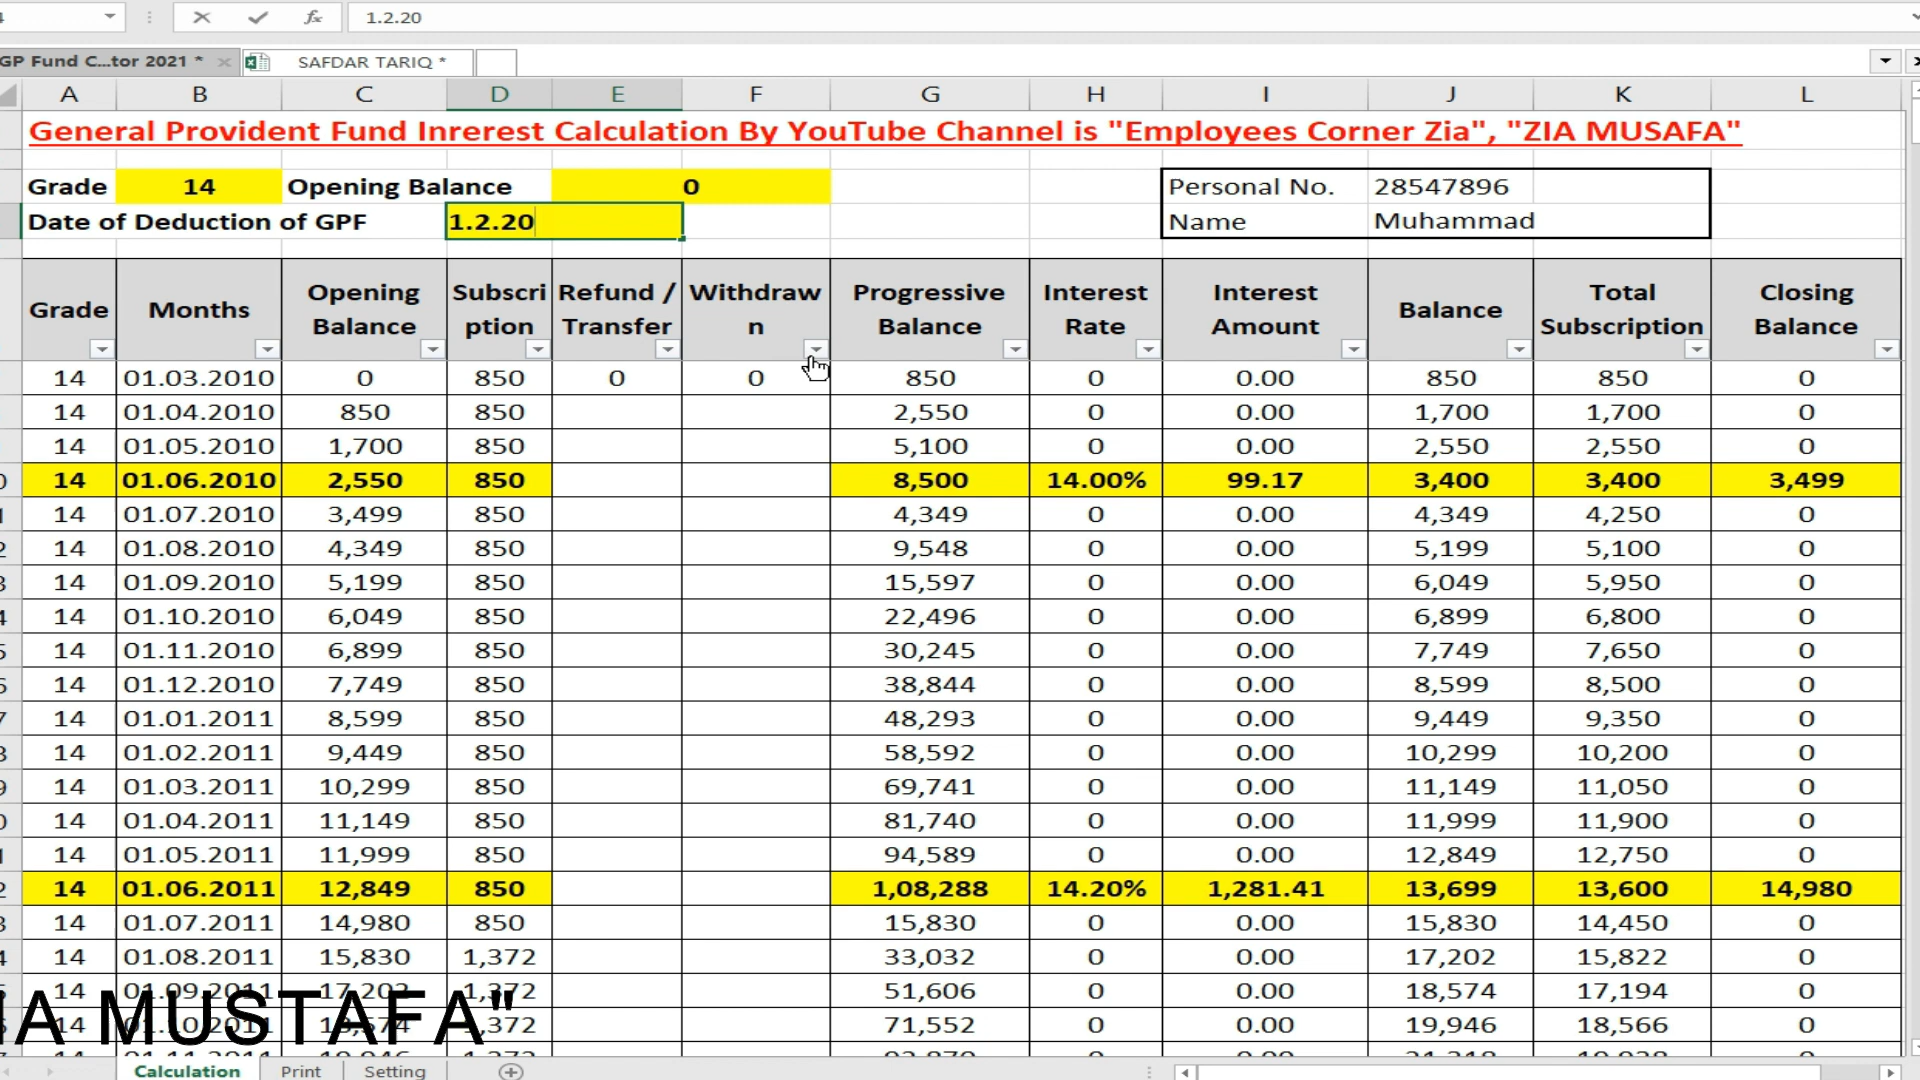 1.2.20
GP Fund C...tor 2021 *
SAFDAR TARIQ *
A B C D E F G H I J K L
General Provident Fund Inrerest Calculation By YouTube Channel is "Employees Corner Zia", "ZIA MUSAFA"
Grade 14 Opening Balance 0 Personal No. 28547896
Date of Deduction of GPF 1.2.20 Name Muhammad
Grade Months Opening Balance Subscri ption Refund / Transfer Withdraw n Progressive Balance Interest Rate Interest Amount Balance Total Subscription Closing Balance
14 01.03.2010 0 850 0 0 850 0 0.00 850 850 0
14 01.04.2010 850 850 2,550 0 0.00 1,700 1,700 0
14 01.05.2010 1,700 850 5,100 0 0.00 2,550 2,550 0
14 01.06.2010 2,550 850 8,500 14.00% 99.17 3,400 3,400 3,499
14 01.07.2010 3,499 850 4,349 0 0.00 4,349 4,250 0
14 01.08.2010 4,349 850 9,548 0 0.00 5,199 5,100 0
14 01.09.2010 5,199 850 15,597 0 0.00 6,049 5,950 0
14 01.10.2010 6,049 850 22,496 0 0.00 6,899 6,800 0
14 01.11.2010 6,899 850 30,245 0 0.00 7,749 7,650 0
14 01.12.2010 7,749 850 38,844 0 0.00 8,599 8,500 0
14 01.01.2011 8,599 850 48,293 0 0.00 9,449 9,350 0
14 01.02.2011 9,449 850 58,592 0 0.00 10,299 10,200 0
14 01.03.2011 10,299 850 69,741 0 0.00 11,149 11,050 0
14 01.04.2011 11,149 850 81,740 0 0.00 11,999 11,900 0
14 01.05.2011 11,999 850 94,589 0 0.00 12,849 12,750 0
14 01.06.2011 12,849 850 1,08,288 14.20% 1,281.41 13,699 13,600 14,980
14 01.07.2011 14,980 850 15,830 0 0.00 15,830 14,450 0
14 01.08.2011 15,830 1,372 33,032 0 0.00 17,202 15,822 0
14 01.09.2011 17,202 1,372 51,606 0 0.00 18,574 17,194 0
14 01.10.2011 18,574 1,372 71,552 0 0.00 19,946 18,566 0
IA MUSTAFA"
Calculation Print Setting